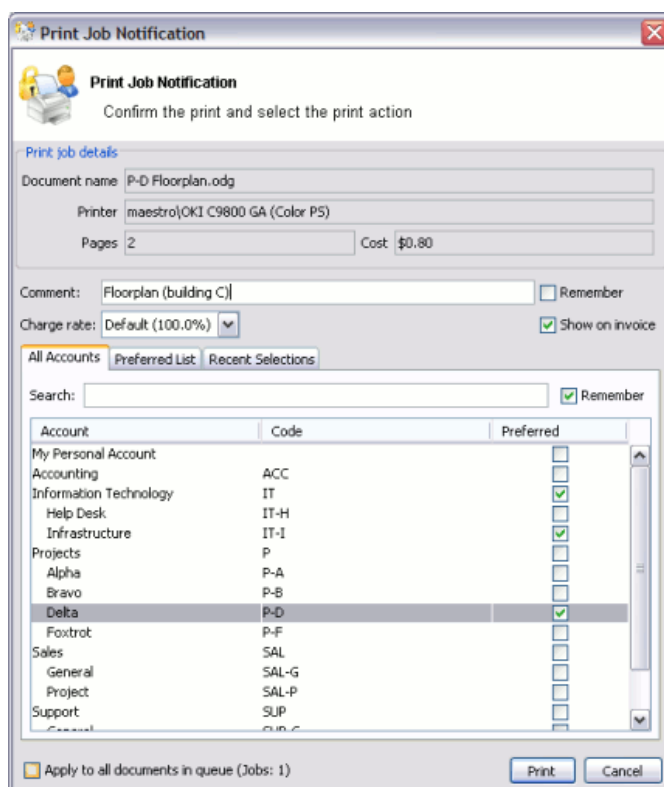 Print Job Notification
Print Job Notification
Confirm the print and select the print action
Print job details
Document name P-D Floorplan.odg
Printer maestro\OKI C9800 GA (Color PS)
Pages 2 Cost $0.80
Comment: Floorplan (building C) Remember
Charge rate: Default (100.0%) Show on invoice
All Accounts Preferred List Recent Selections
Search: Remember
Account Code Preferred
My Personal Account
Accounting ACC
Information Technology IT
Help Desk IT-H
Infrastructure IT-I
Projects P
Alpha P-A
Bravo P-B
Delta P-D
Foxtrot P-F
Sales SAL
General SAL-G
Project SAL-P
Support SUP
Apply to all documents in queue (Jobs: 1) Print Cancel